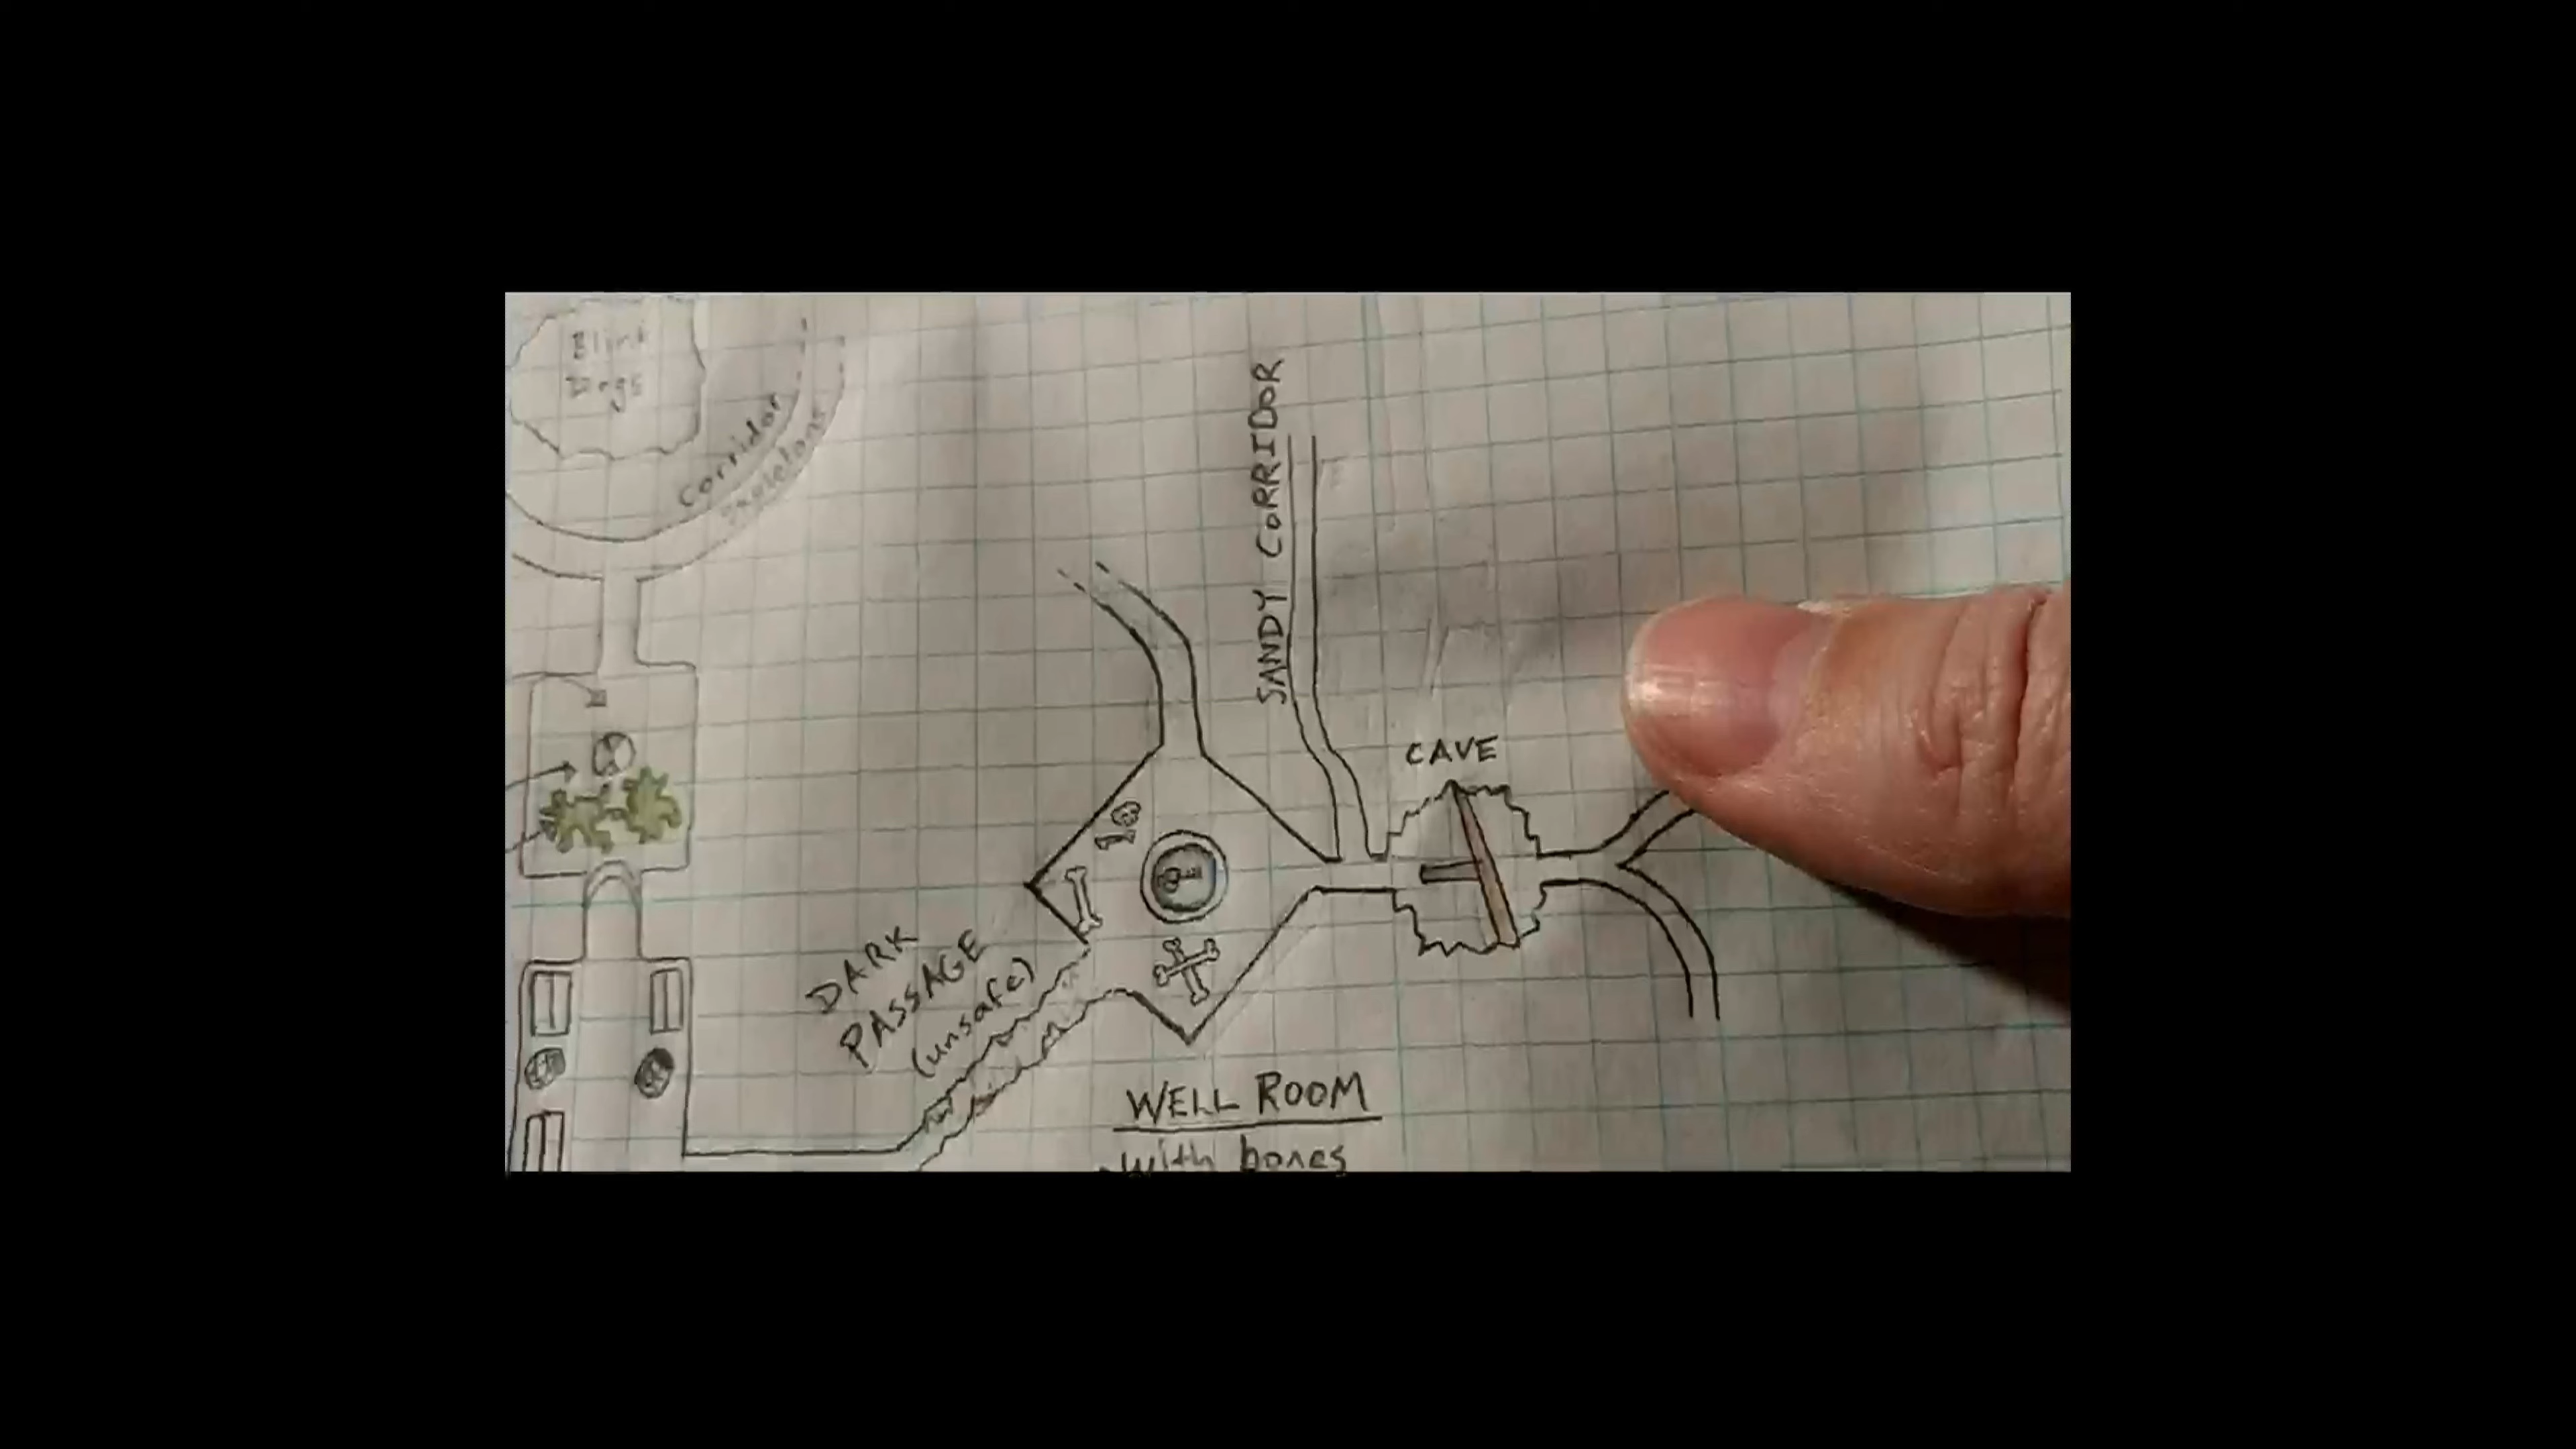 Blind
Dogs
Corridor
Skeletons
SANDY CORRIDOR
CAVE
DARK
PASSAGE
(unsafe)
WELL ROOM
with bones